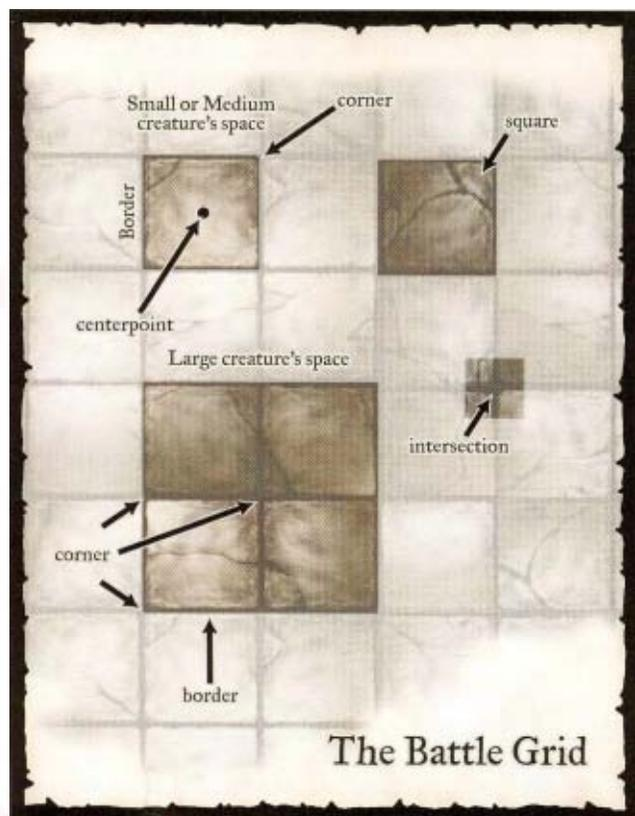 Small or Medium
creature's space
corner
square
Border
centerpoint
Large creature's space
intersection
corner
border
The Battle Grid